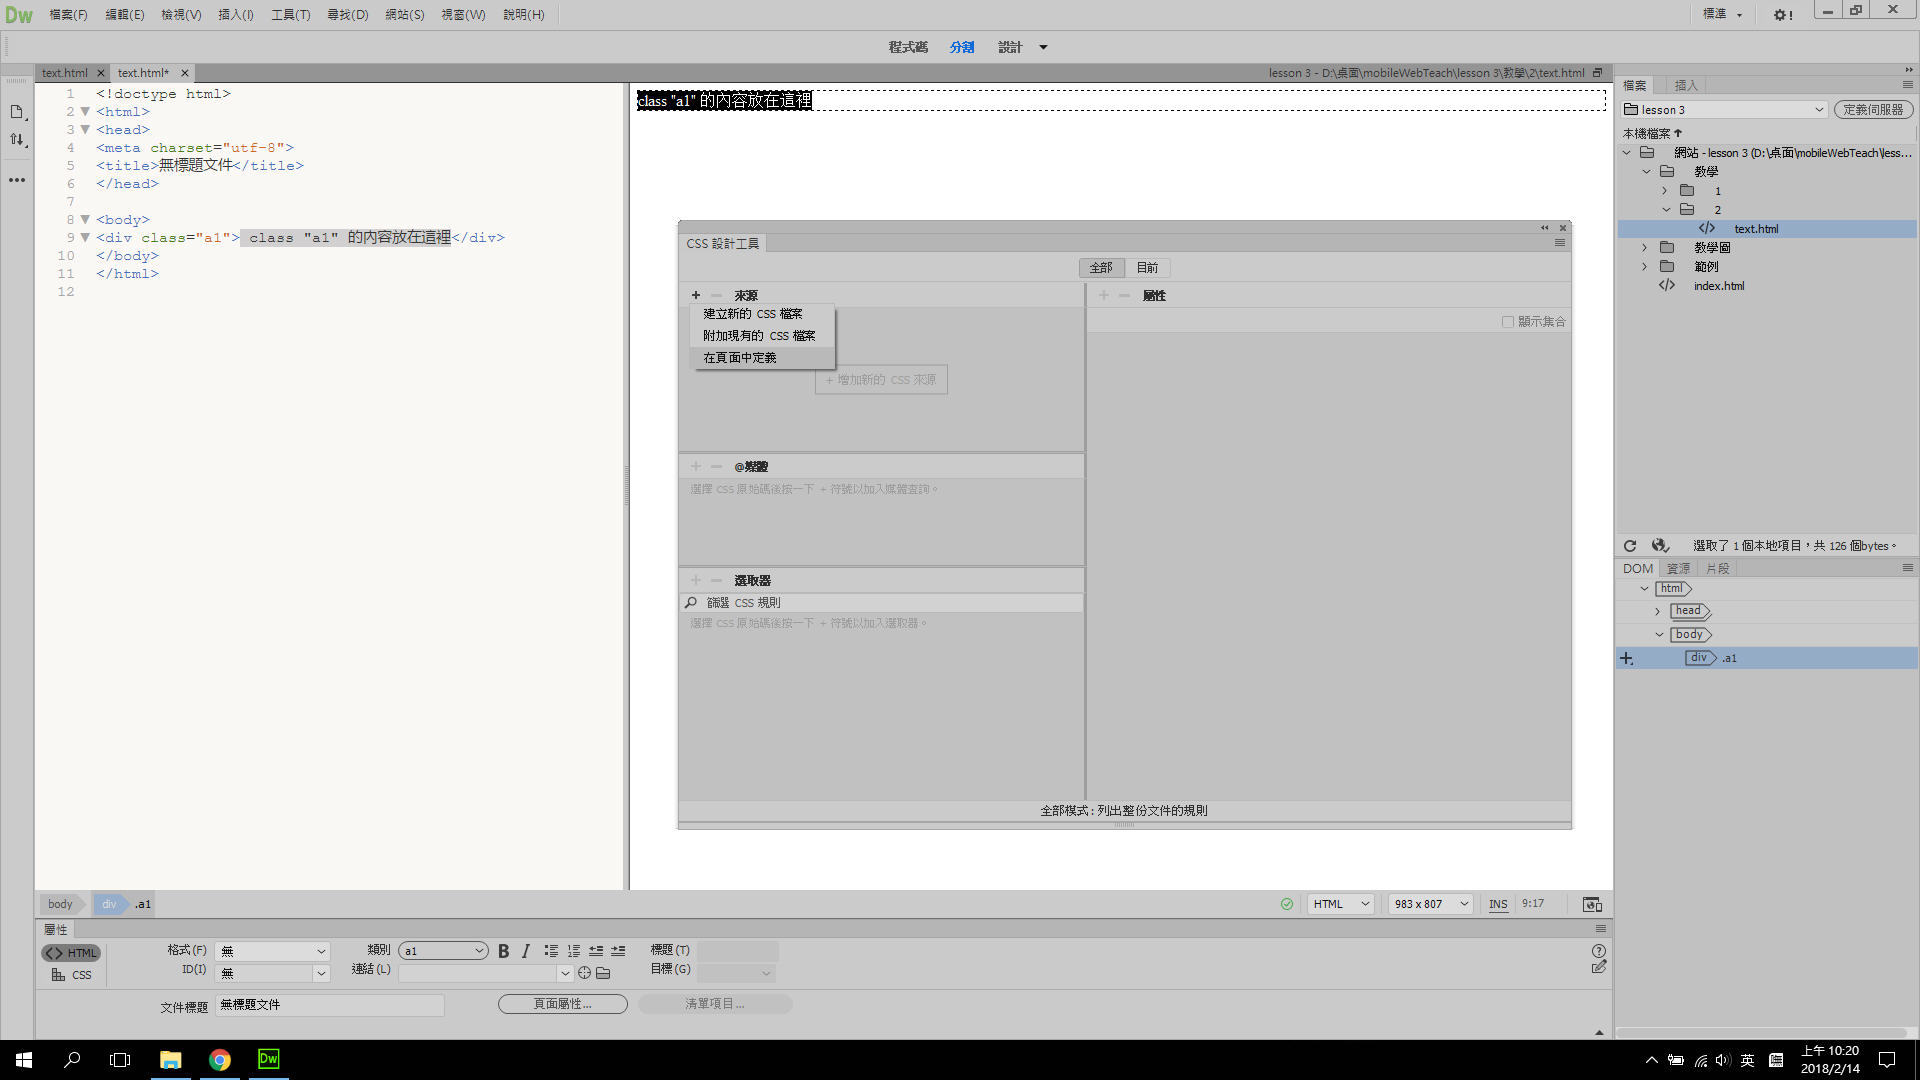 Dw 檔案(F) 編輯(E) 檢視(V) 插入(I) 工具(T) 尋找(D) 網站(S) 視窗(W) 說明(H) 標準
程式碼 分割 設計
text.html text.html* lesson 3 - D:\桌面\mobileWebTeach\lesson 3\教學\2\text.html
1 <!doctype html>
2 <html>
3 <head>
4 <meta charset="utf-8">
5 <title>無標題文件</title>
6 </head>
7
8 <body>
9 <div class="a1"> class "a1" 的內容放在這裡</div>
10 </body>
11 </html>
12
class "a1" 的內容放在這裡
CSS 設計工具
全部 目前
+ − 來源
建立新的 CSS 檔案
附加現有的 CSS 檔案
在頁面中定義
+ 增加新的 CSS 來源
+ − 屬性
顯示集合
+ − @媒體
選擇 CSS 原始碼後按一下 + 符號以加入媒體查詢。
+ − 選取器
篩選 CSS 規則
選擇 CSS 原始碼後按一下 + 符號以加入選取器。
全部模式 : 列出整份文件的規則
檔案 插入
lesson 3 定義伺服器
本機檔案
網站 - lesson 3 (D:\桌面\mobileWebTeach\less...
教學
1
2
text.html
教學圖
範例
index.html
選取了 1 個本地項目，共 126 個bytes。
DOM 資源 片段
html
head
body
div .a1
body div .a1 HTML 983 x 807 INS 9:17
屬性
HTML 格式(F) 無 類別 a1 B I 標題(T)
CSS ID(I) 無 連結(L) 目標(G)
文件標題 無標題文件 頁面屬性... 清單項目...
Dw 英 上午 10:20
2018/2/14